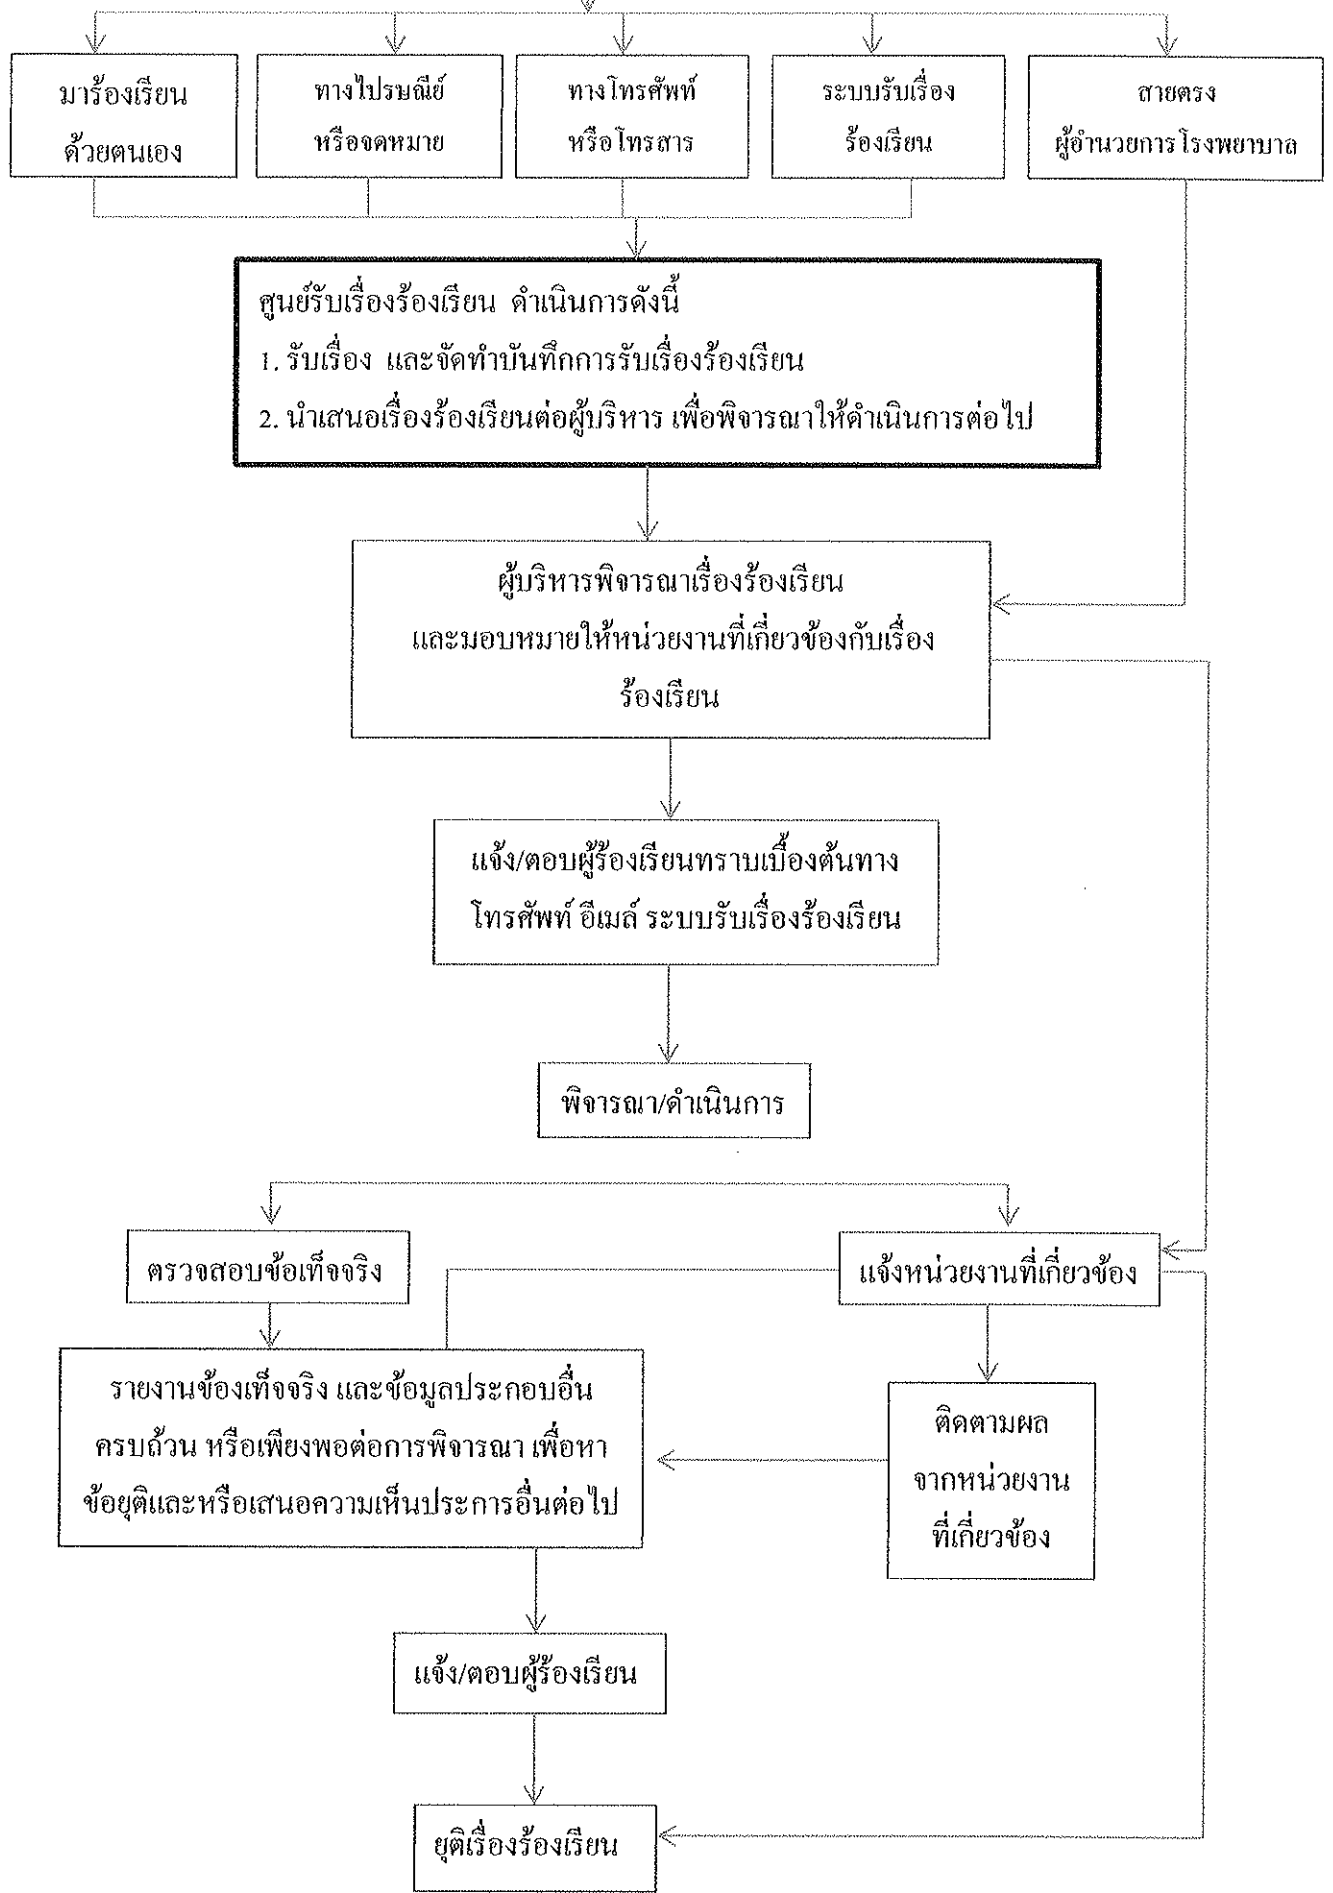 มาร้องเรียน
ด้วยตนเอง
ทางไปรษณีย์
หรือจดหมาย
ทางโทรศัพท์
หรือโทรสาร
ระบบรับเรื่อง
ร้องเรียน
สายตรง
ผู้อำนวยการโรงพยาบาล
ศูนย์รับเรื่องร้องเรียน ดำเนินการดังนี้
1. รับเรื่อง และจัดทำบันทึกการรับเรื่องร้องเรียน
2. นำเสนอเรื่องร้องเรียนต่อผู้บริหาร เพื่อพิจารณาให้ดำเนินการต่อไป
ผู้บริหารพิจารณาเรื่องร้องเรียน
และมอบหมายให้หน่วยงานที่เกี่ยวข้องกับเรื่อง
ร้องเรียน
แจ้ง/ตอบผู้ร้องเรียนทราบเบื้องต้นทาง
โทรศัพท์ อีเมล์ ระบบรับเรื่องร้องเรียน
พิจารณา/ดำเนินการ
ตรวจสอบข้อเท็จจริง
แจ้งหน่วยงานที่เกี่ยวข้อง
รายงานข้องเท็จจริง และข้อมูลประกอบอื่น
ครบถ้วน หรือเพียงพอต่อการพิจารณา เพื่อหา
ข้อยุติและหรือเสนอความเห็นประการอื่นต่อไป
ติดตามผล
จากหน่วยงาน
ที่เกี่ยวข้อง
แจ้ง/ตอบผู้ร้องเรียน
ยุติเรื่องร้องเรียน